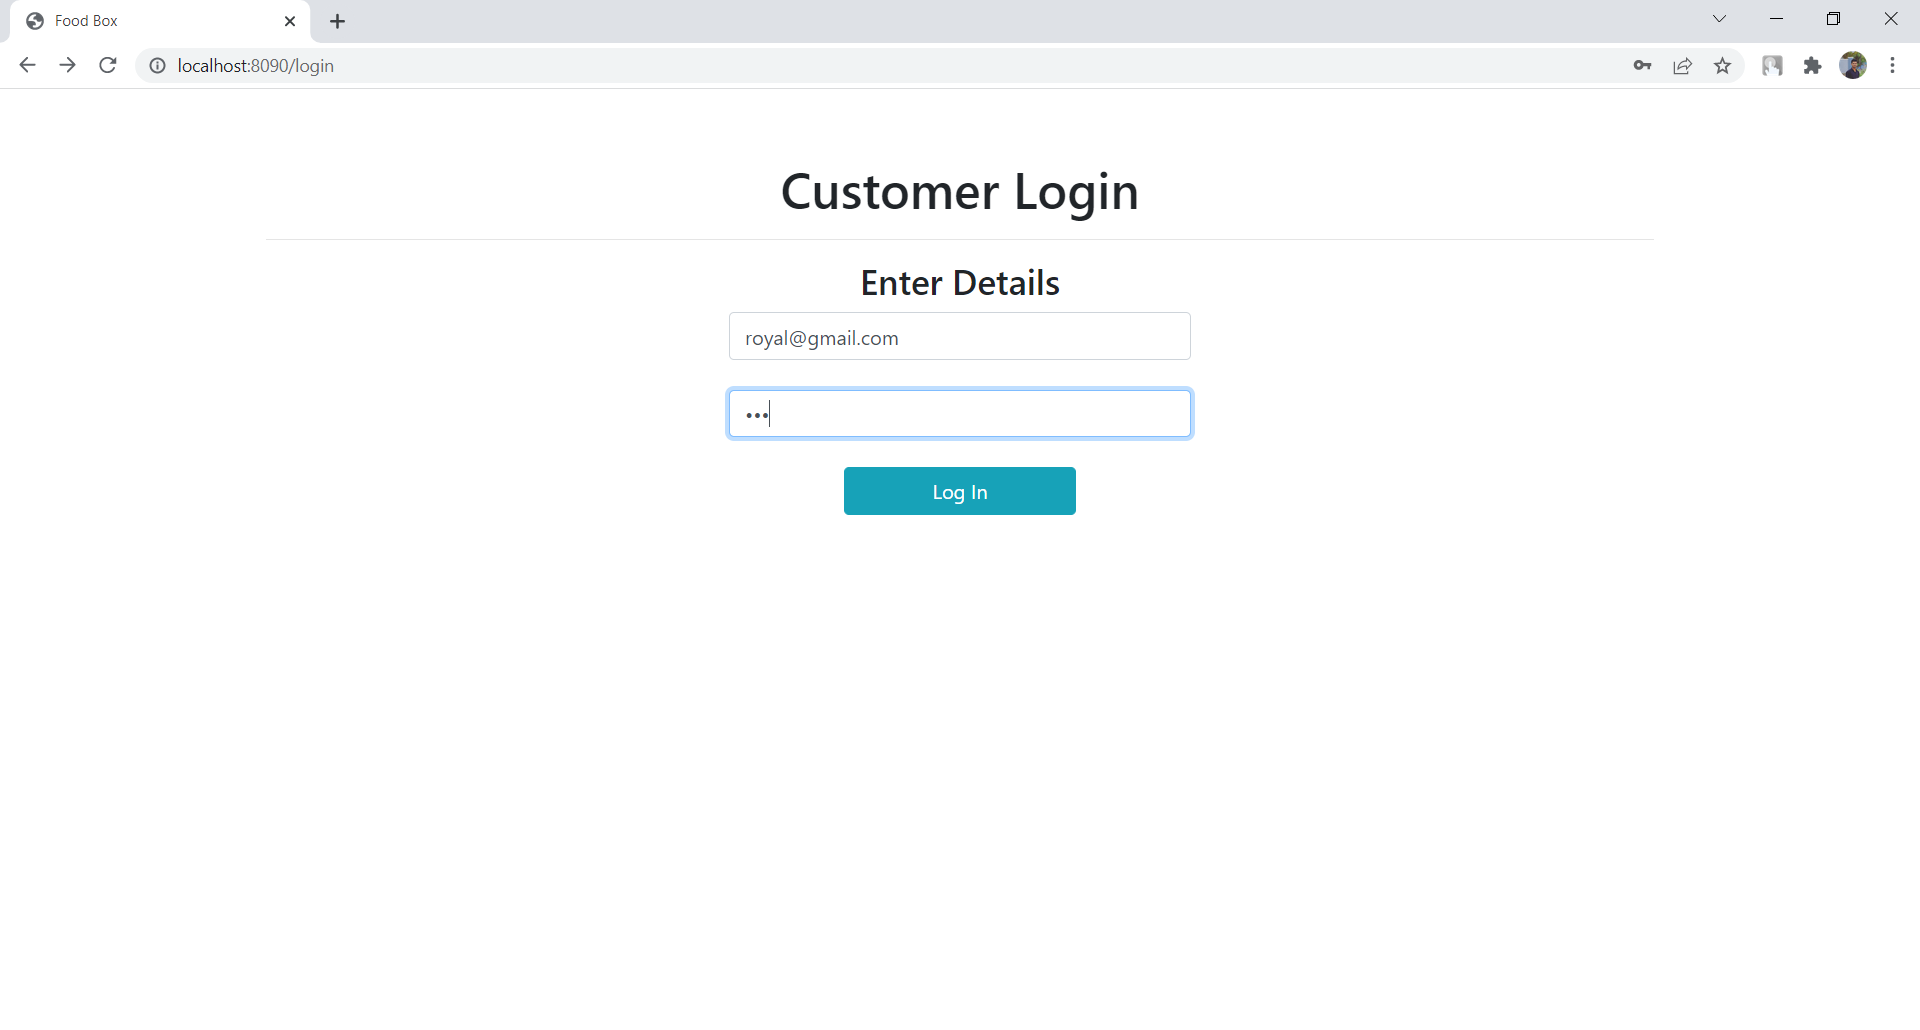 Food Box
localhost:8090/login
Customer Login
Enter Details
royal@gmail.com
•••
Log In